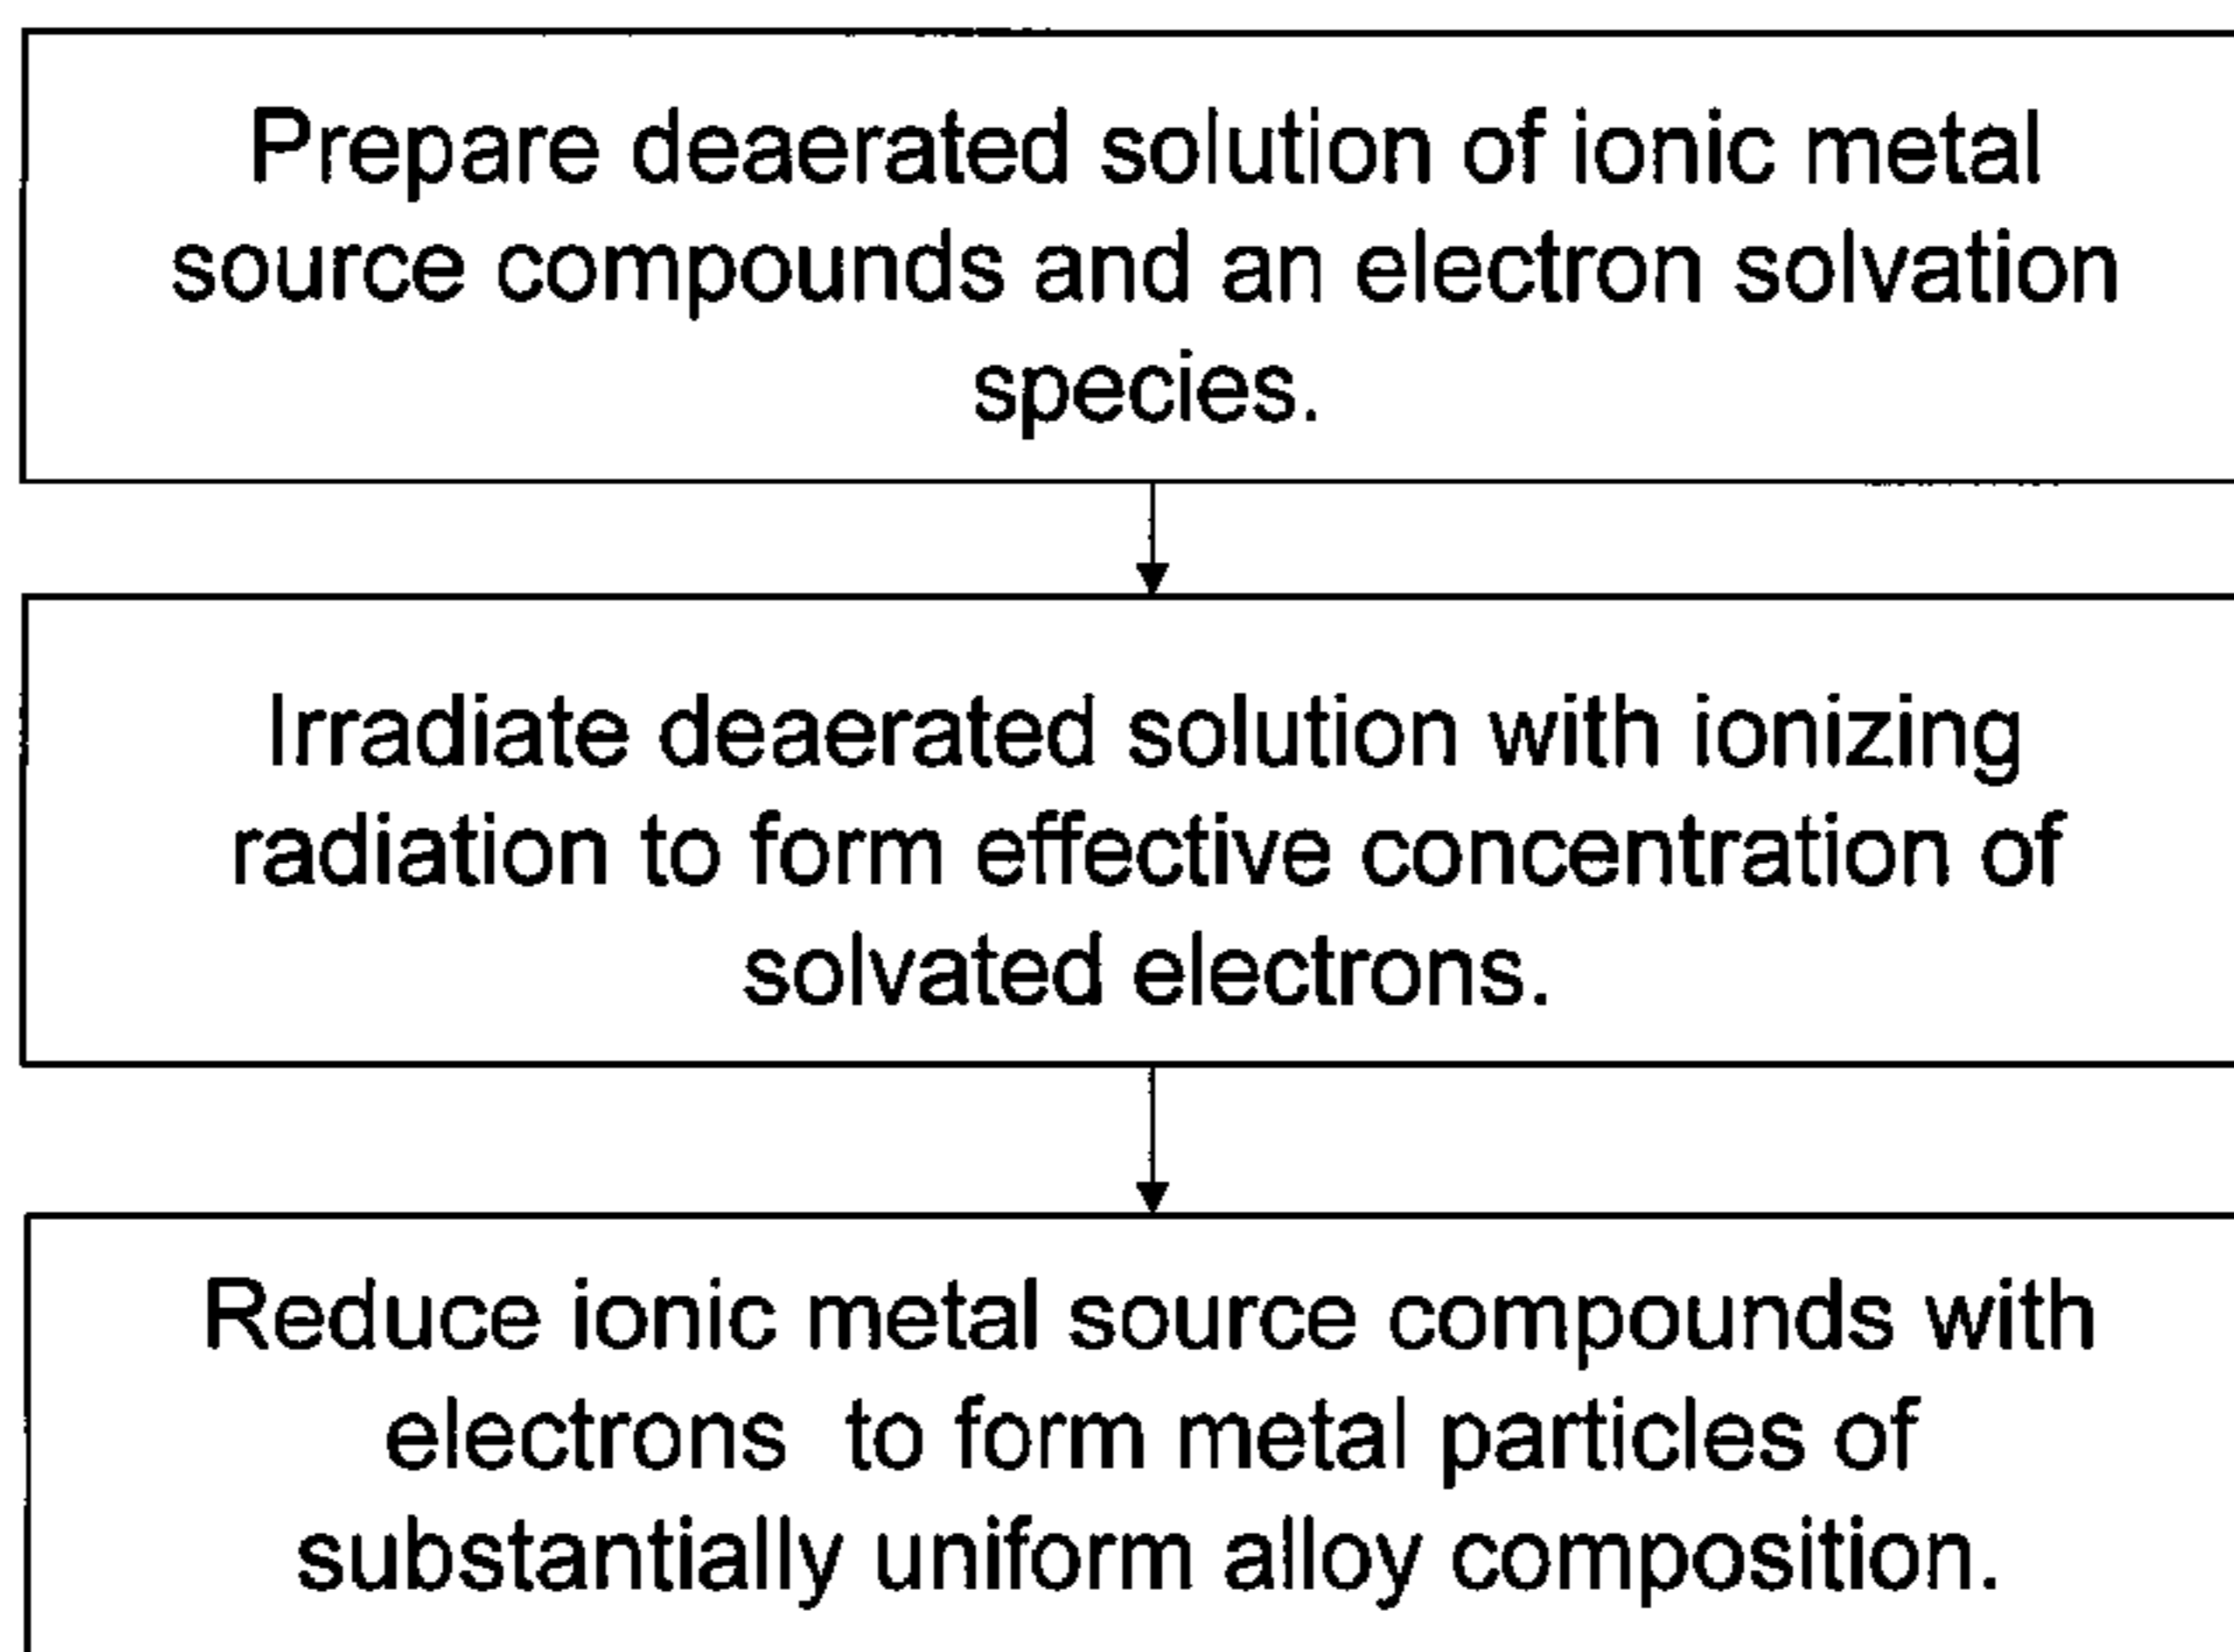 Prepare deaerated solution of ionic metal
source compounds and an electron solvation
species.
Irradiate deaerated solution with ionizing
radiation to form effective concentration of
solvated electrons.
Reduce ionic metal source compounds with
electrons to form metal particles of
substantially uniform alloy composition.